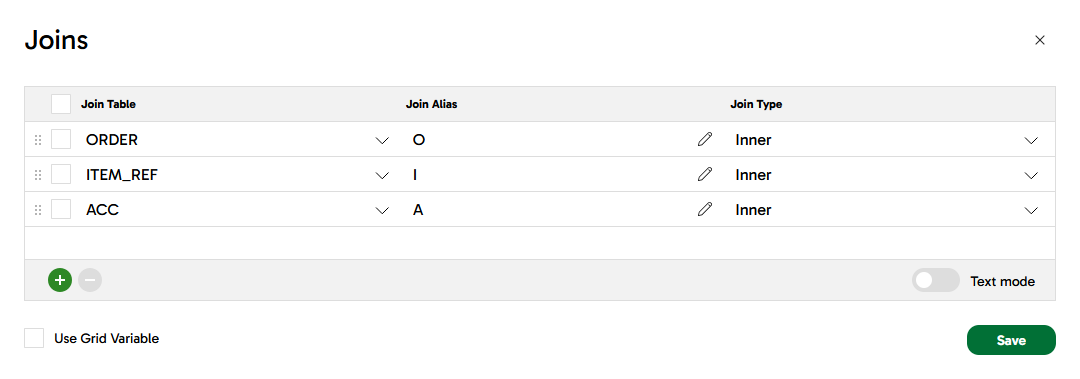 Joins
Join Table Join Alias Join Type
ORDER O Inner
ITEM_REF I Inner
ACC A Inner
Text mode
Use Grid Variable Save